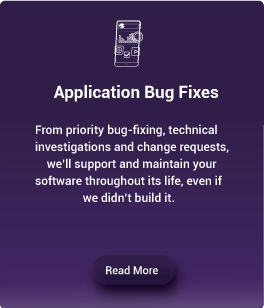 Application Bug Fixes
From priority bug-fixing, technical
investigations and change requests,
we'll support and maintain your
software throughout its life, even if
we didn't build it.
Read More